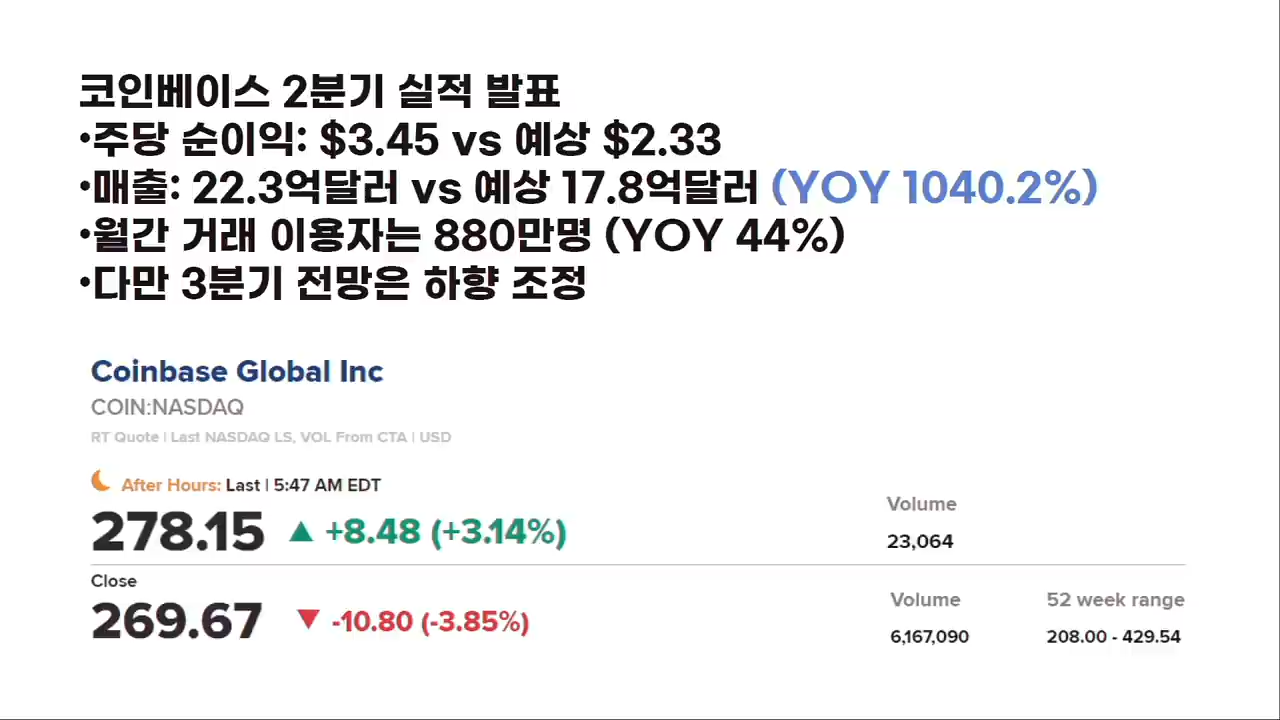 코인베이스 2분기 실적 발표
•주당 순이익: $3.45 vs 예상 $2.33
•매출: 22.3억달러 vs 예상 17.8억달러 (YOY 1040.2%)
•월간 거래 이용자는 880만명 (YOY 44%)
•다만 3분기 전망은 하향 조정
Coinbase Global Inc
COIN:NASDAQ
RT Quote | Last NASDAQ LS, VOL From CTA | USD
After Hours: Last | 5:47 AM EDT
278.15 ▲ +8.48 (+3.14%)
Volume
23,064
Close
269.67 ▼ -10.80 (-3.85%)
Volume
6,167,090
52 week range
208.00 - 429.54